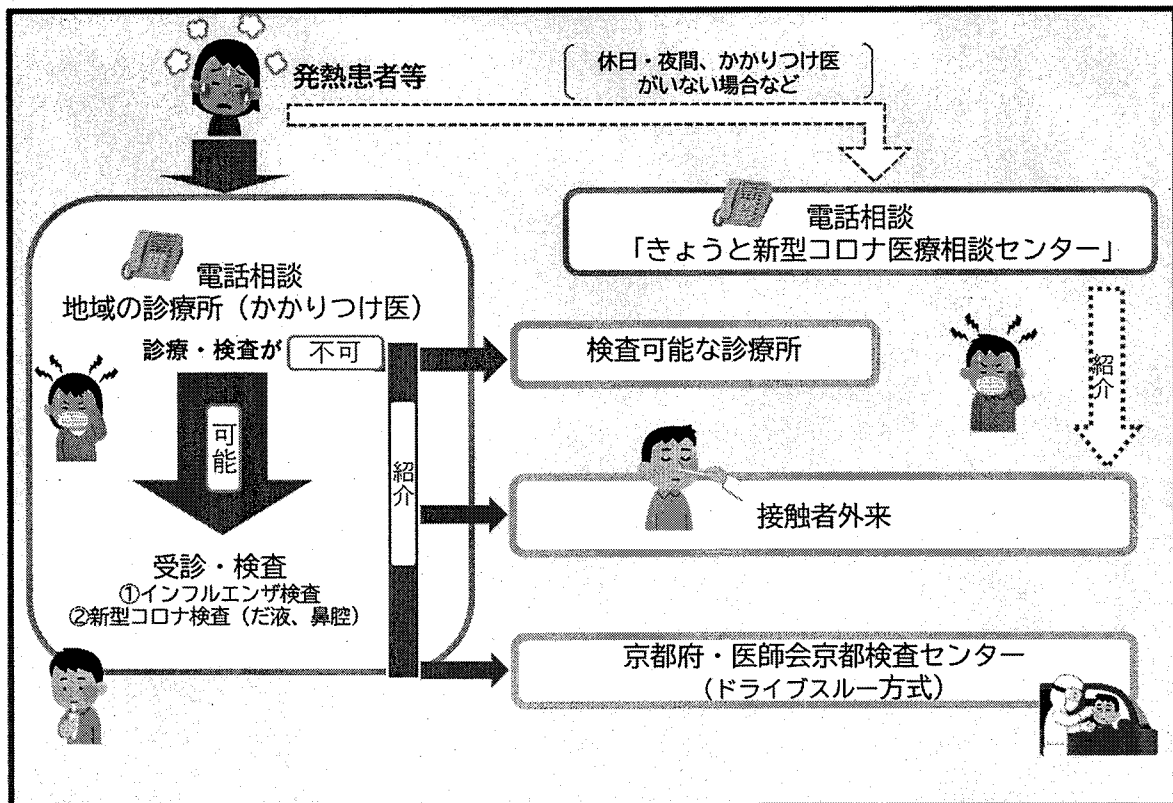 発熱患者等
休日・夜間、かかりつけ医
がいない場合など
電話相談
「きょうと新型コロナ医療相談センター」
電話相談
地域の診療所（かかりつけ医）
診療・検査が 不可
可能
紹介
受診・検査
①インフルエンザ検査
②新型コロナ検査（だ液、鼻腔）
検査可能な診療所
紹介
接触者外来
京都府・医師会京都検査センター
（ドライブスルー方式）